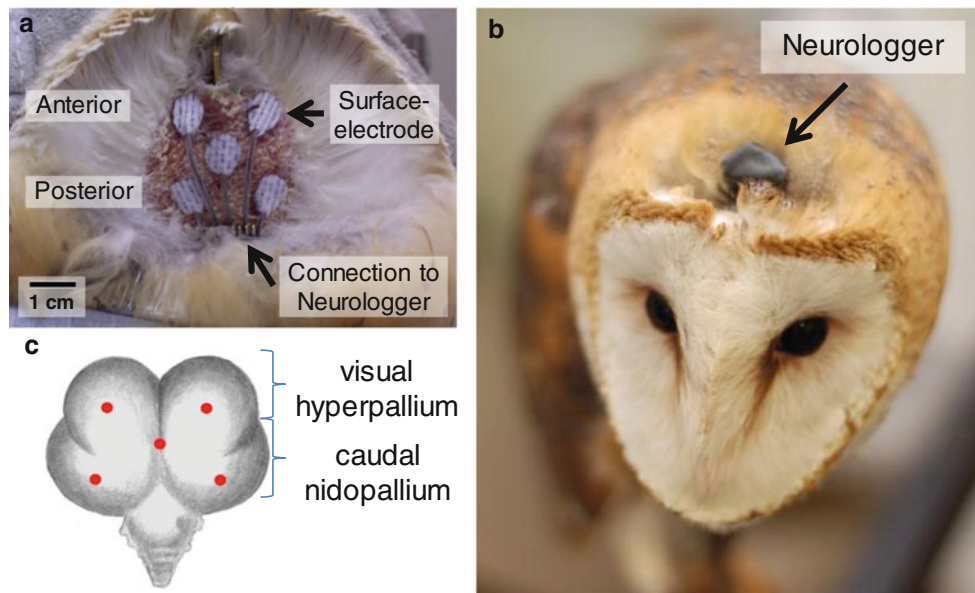 a
Anterior
Surface-
electrode
Posterior
Connection to
Neurologger
1 cm
b
Neurologger
c
visual
hyperpallium
caudal
nidopallium